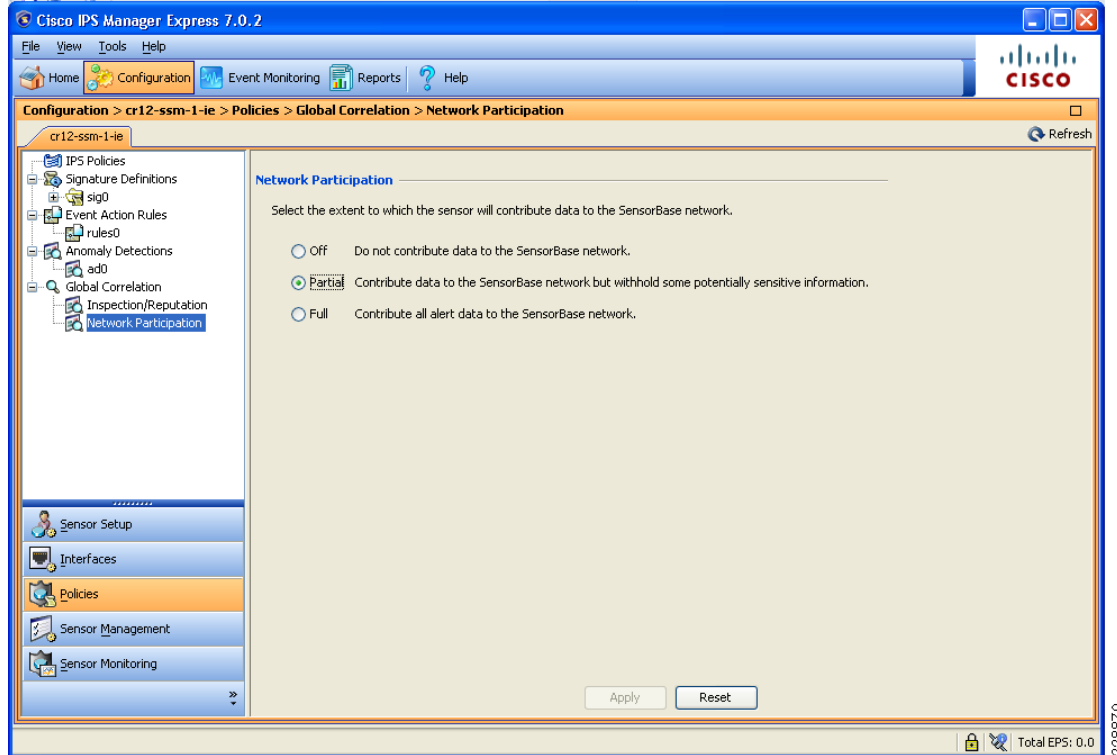 Cisco IPS Manager Express 7.0.2
File View Tools Help
Home Configuration Event Monitoring Reports Help
CISCO
Configuration > cr12-ssm-1-ie > Policies > Global Correlation > Network Participation
cr12-ssm-1-ie
Refresh
IPS Policies
Signature Definitions
sig0
Event Action Rules
rules0
Anomaly Detections
ad0
Global Correlation
Inspection/Reputation
Network Participation
Network Participation
Select the extent to which the sensor will contribute data to the SensorBase network.
Off Do not contribute data to the SensorBase network.
Partial Contribute data to the SensorBase network but withhold some potentially sensitive information.
Full Contribute all alert data to the SensorBase network.
Sensor Setup
Interfaces
Policies
Sensor Management
Sensor Monitoring
Apply Reset
Total EPS: 0.0